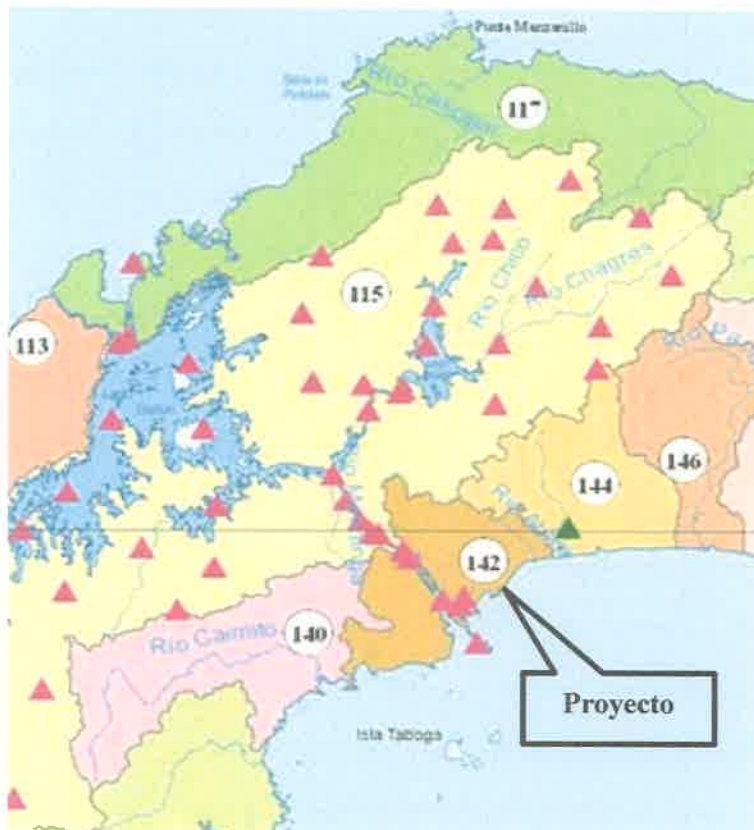 Punta Manzanillo
Río Cascajal
117
Río Chico
Río Chagres
115
113
146
144
142
Río Caimito
140
Proyecto
Isla Taboga